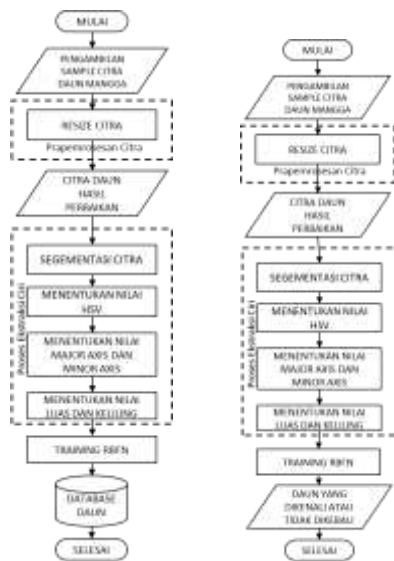 MULAI
PENGAMBILAN
SAMPLE CITRA
DAUN MANGGA
RESIZE CITRA
Prapemrosesan Citra
CITRA DAUN
HASIL
PERBAIKAN
Proses Ekstraksi Ciri
SEGEMENTASI CITRA
MENENTUKAN NILAI
HSV
MENENTUKAN NILAI
MAJOR AXIS DAN
MINOR AXIS
MENENTUKAN NILAI
LUAS DAN KELILING
TRAINING RBFN
DATABASE
DAUN
SELESAI
MULAI
PENGAMBILAN
SAMPLE CITRA
DAUN MANGGA
RESIZE CITRA
Prapemrosesan Citra
CITRA DAUN
HASIL
PERBAIKAN
Proses Ekstraksi Ciri
SEGEMENTASI CITRA
MENENTUKAN NILAI
HSV
MENENTUKAN NILAI
MAJOR AXIS DAN
MINOR AXIS
MENENTUKAN NILAI
LUAS DAN KELILING
TRAINING RBFN
DAUN YANG
DIKENALI ATAU
TIDAK
SELESAI